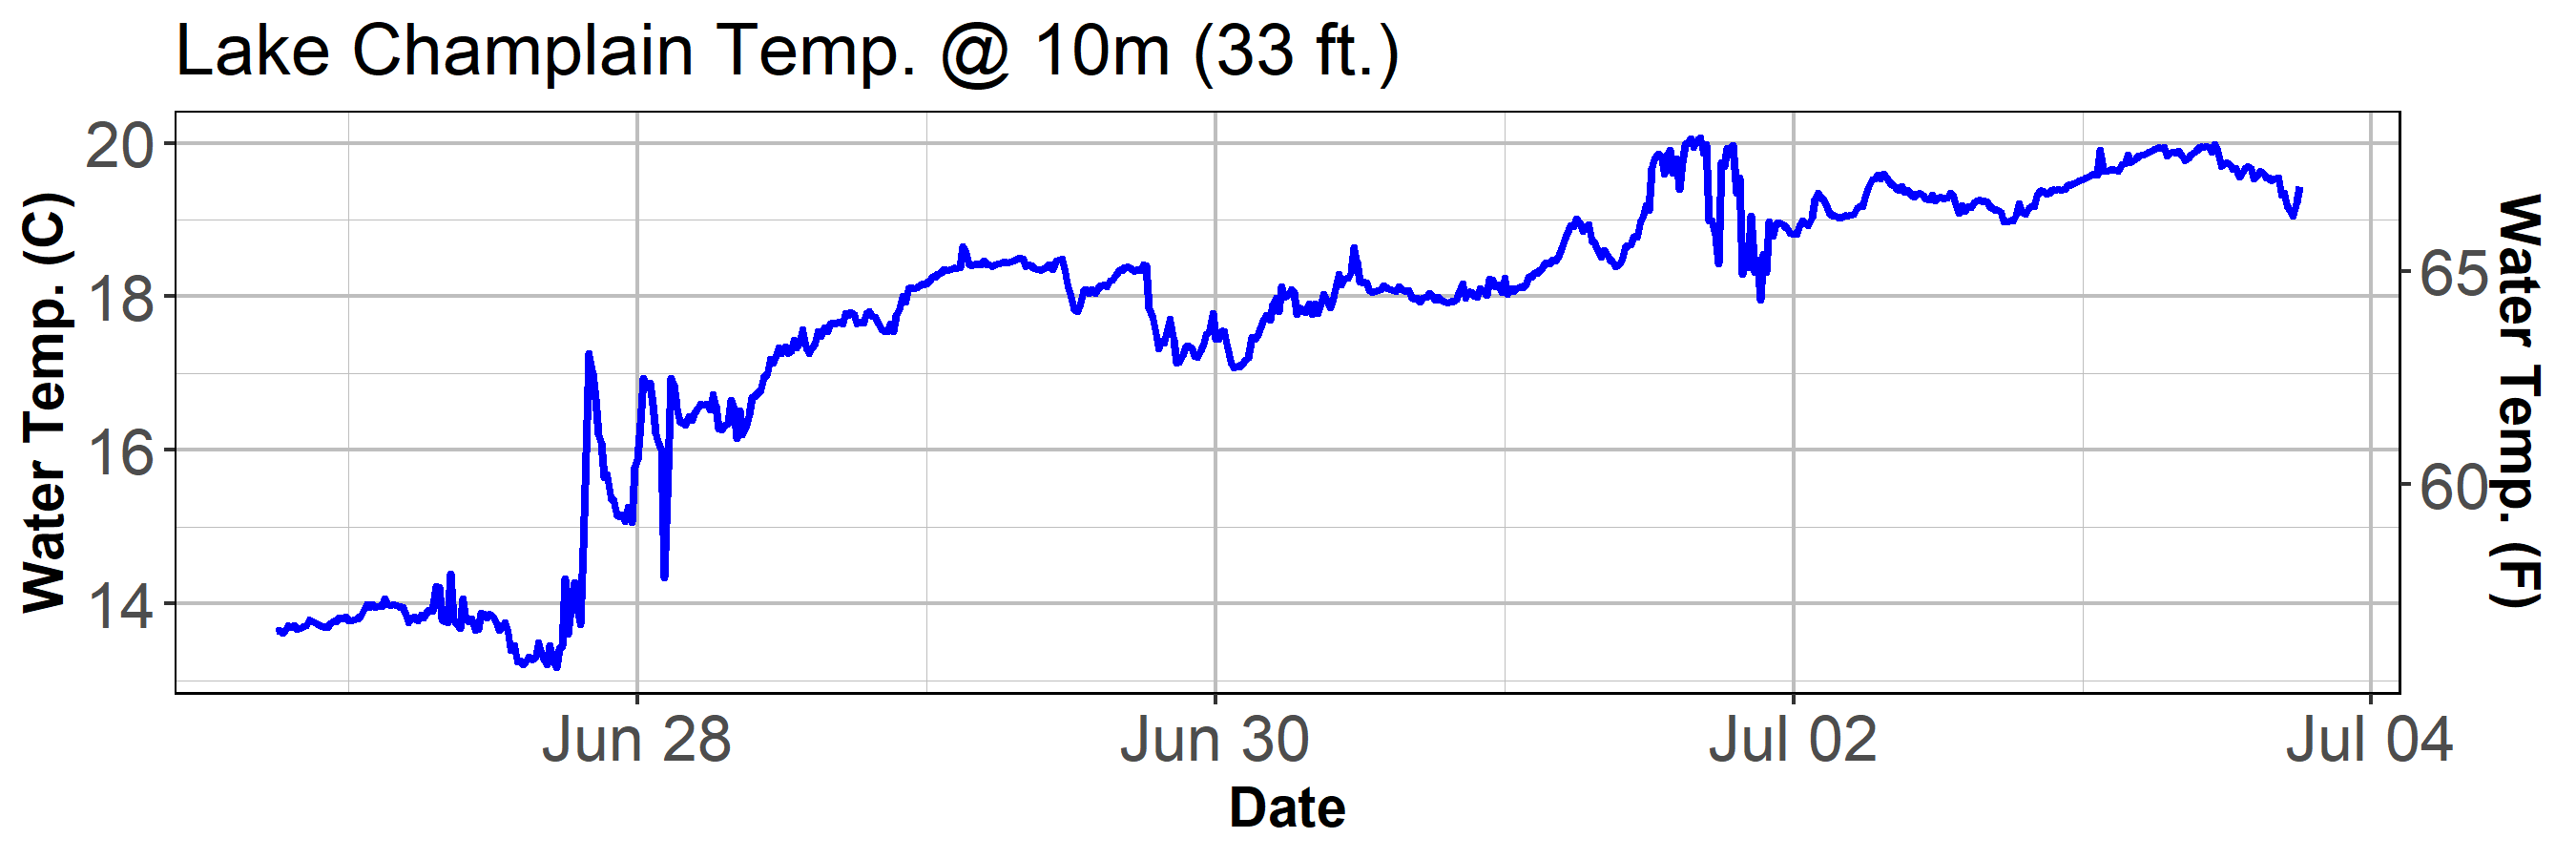 Lake Champlain Temp. @ 10m (33 ft.)
Water Temp. (C)
20
18
16
14
65
60
Water Temp. (F)
Jun 28
Jun 30
Jul 02
Jul 04
Date